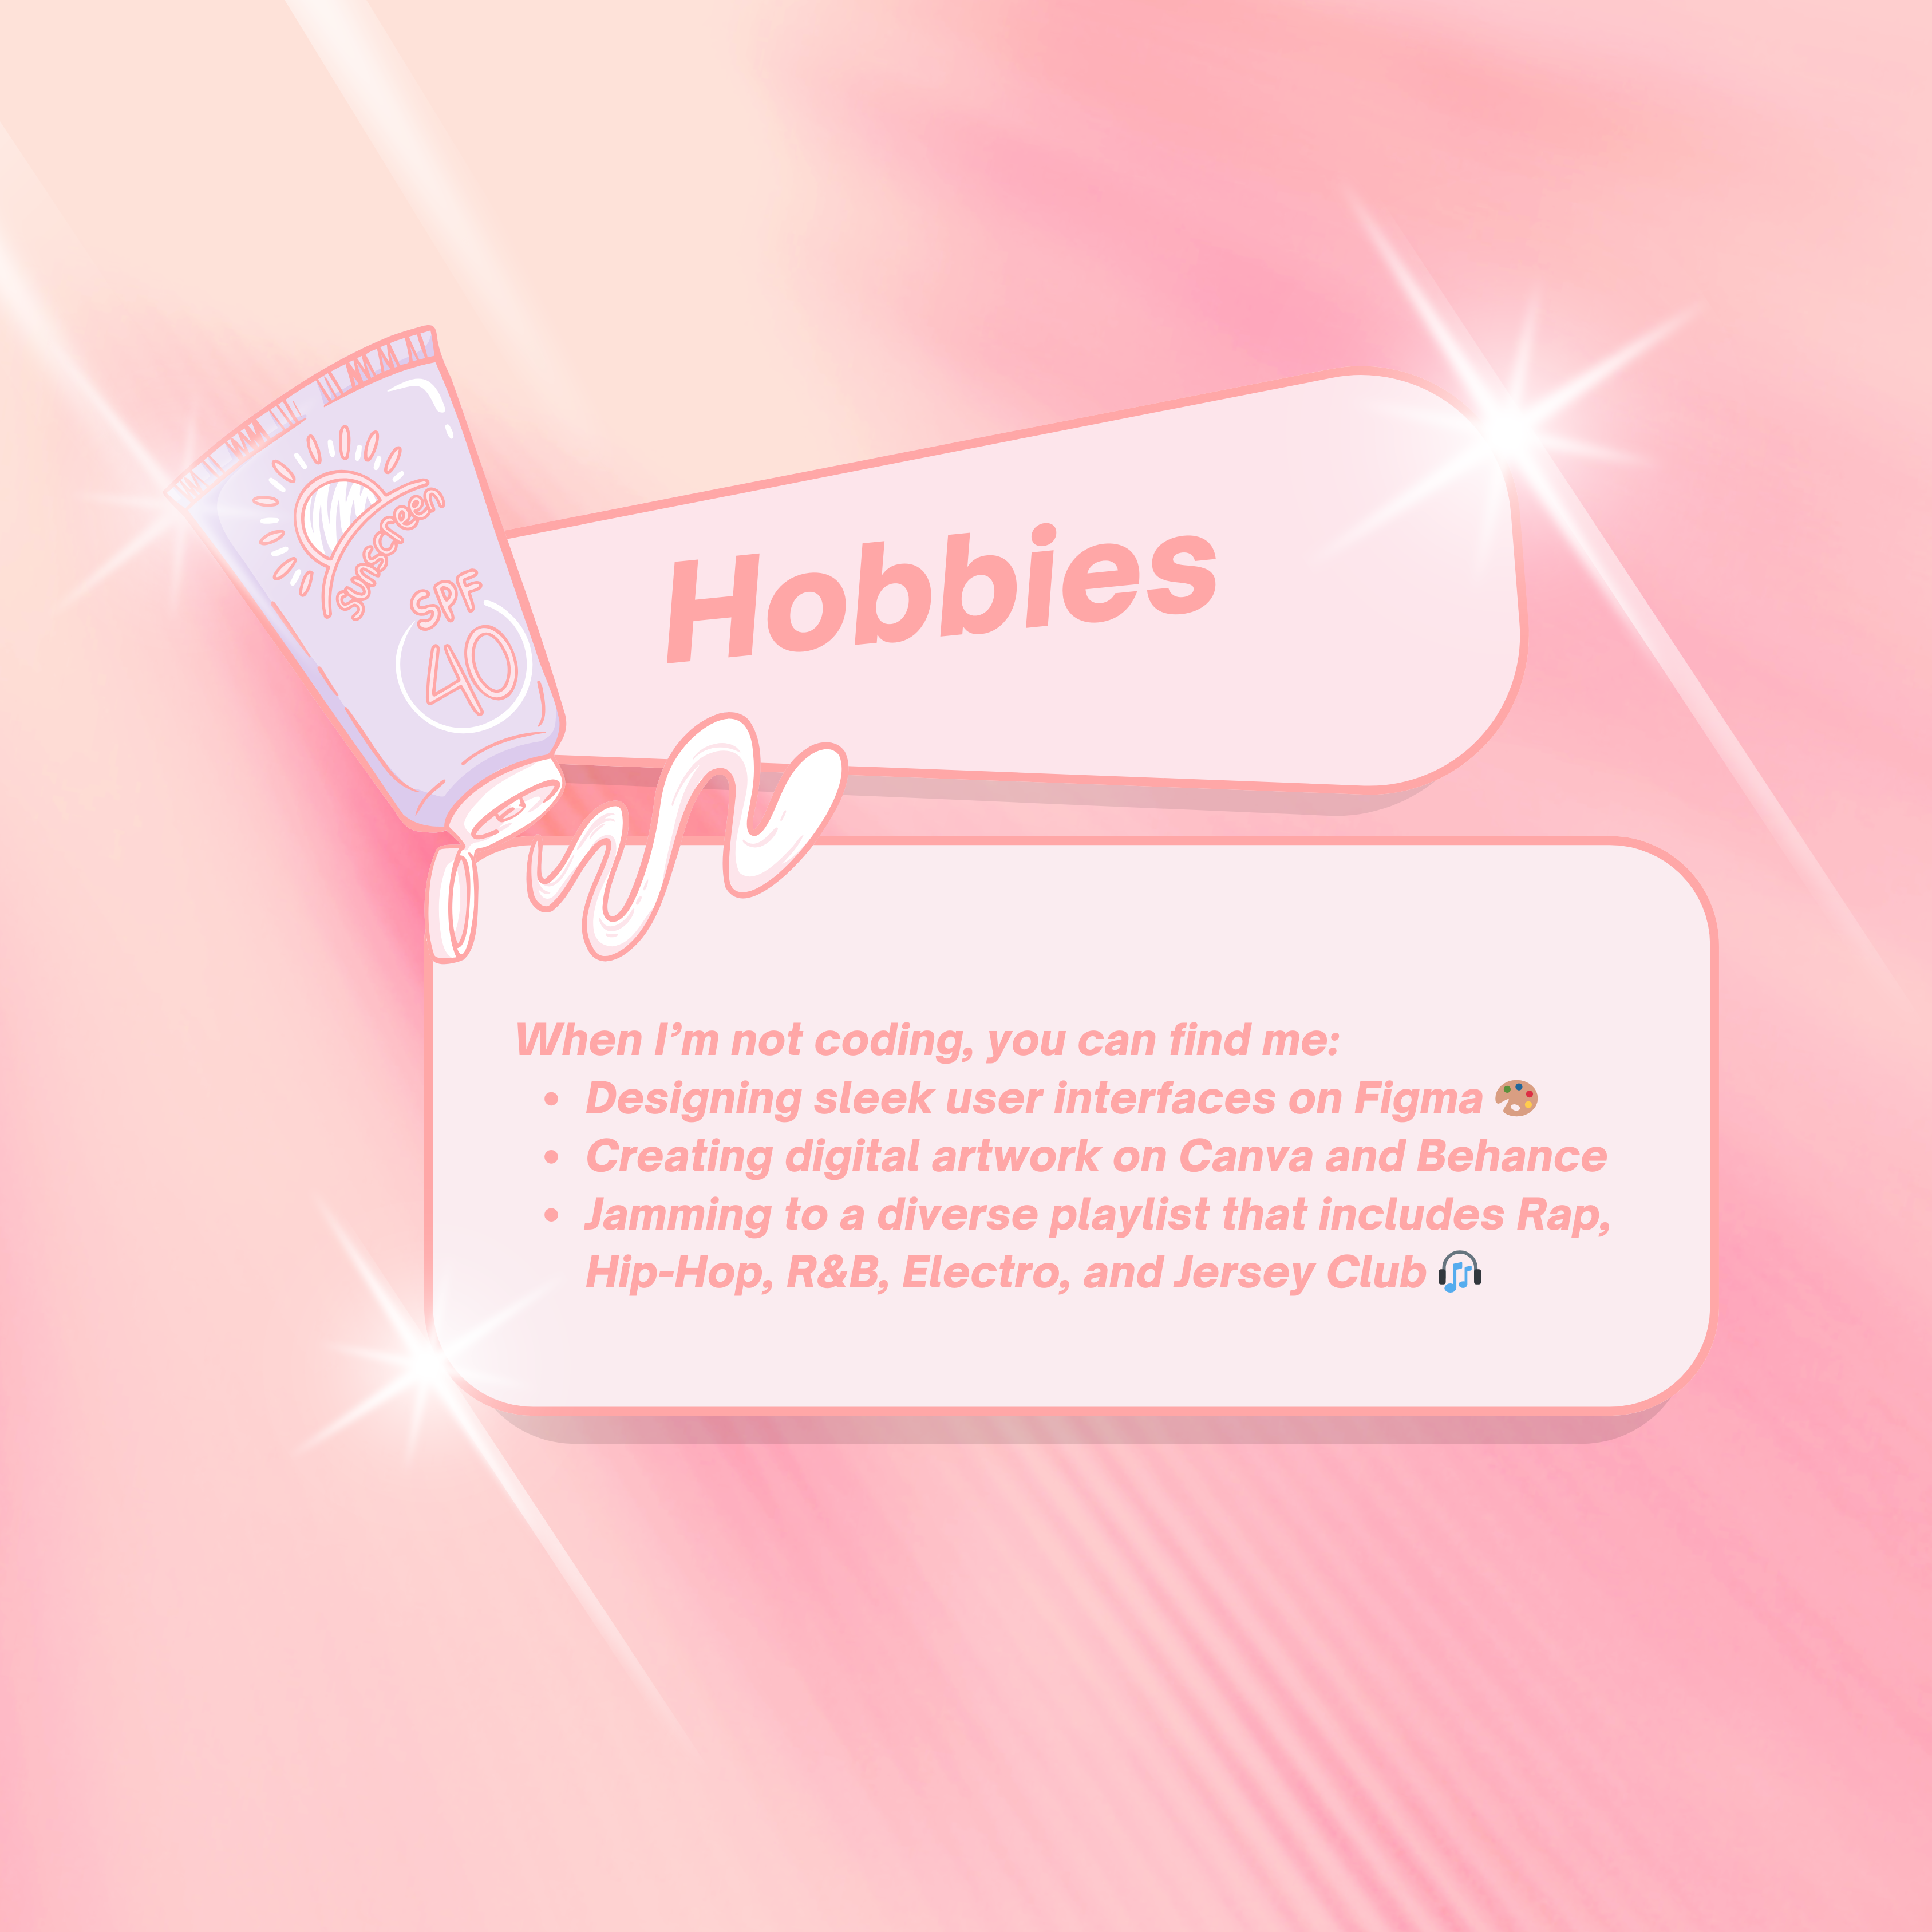 Sunscreen
SPF
40
Hobbies
When I’m not coding, you can find me:
• Designing sleek user interfaces on Figma 🎨
• Creating digital artwork on Canva and Behance
• Jamming to a diverse playlist that includes Rap,
Hip-Hop, R&B, Electro, and Jersey Club 🎧